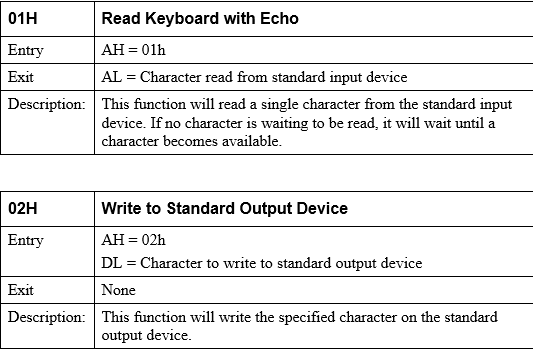 01H Read Keyboard with Echo
Entry AH = 01h
Exit AL = Character read from standard input device
Description: This function will read a single character from the standard input
device. If no character is waiting to be read, it will wait until a
character becomes available.
02H Write to Standard Output Device
Entry AH = 02h
DL = Character to write to standard output device
Exit None
Description: This function will write the specified character on the standard
output device.